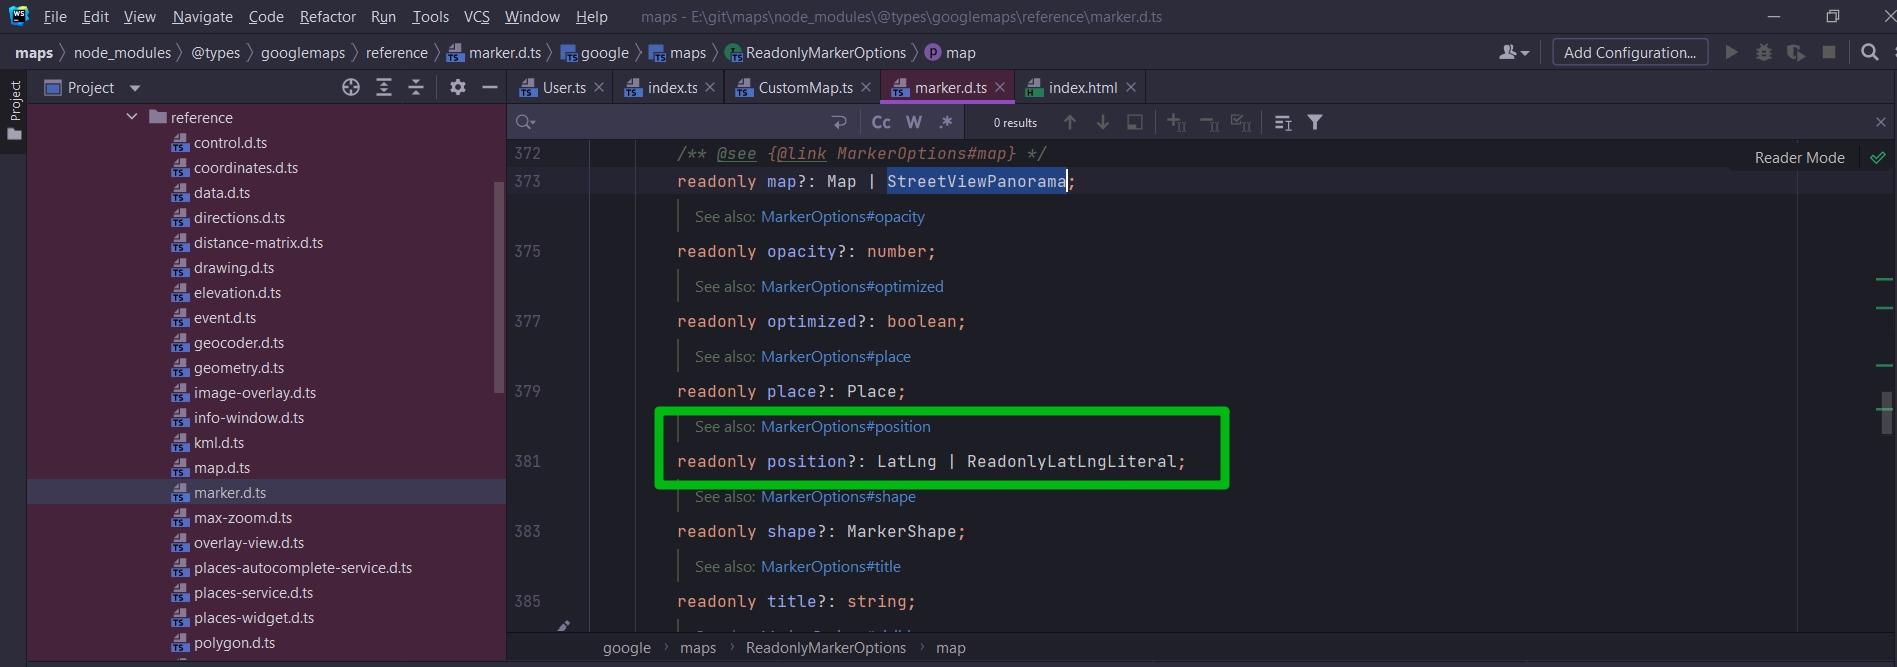 WS File Edit View Navigate Code Refactor Run Tools VCS Window Help maps - E:\git\maps\node_modules\@types\googlemaps\reference\marker.d.ts
maps node_modules @types googlemaps reference marker.d.ts google maps ReadonlyMarkerOptions p map Add Configuration...
Project
Project
User.ts
index.ts
CustomMap.ts
marker.d.ts
index.html
Cc W .* 0 results
reference
control.d.ts
coordinates.d.ts
data.d.ts
directions.d.ts
distance-matrix.d.ts
drawing.d.ts
elevation.d.ts
event.d.ts
geocoder.d.ts
geometry.d.ts
image-overlay.d.ts
info-window.d.ts
kml.d.ts
map.d.ts
marker.d.ts
max-zoom.d.ts
overlay-view.d.ts
places-autocomplete-service.d.ts
places-service.d.ts
places-widget.d.ts
polygon.d.ts
Reader Mode
372 /** @see {@link MarkerOptions#map} */
373 readonly map?: Map | StreetViewPanorama;
See also: MarkerOptions#opacity
375 readonly opacity?: number;
See also: MarkerOptions#optimized
377 readonly optimized?: boolean;
See also: MarkerOptions#place
379 readonly place?: Place;
See also: MarkerOptions#position
381 readonly position?: LatLng | ReadonlyLatLngLiteral;
See also: MarkerOptions#shape
383 readonly shape?: MarkerShape;
See also: MarkerOptions#title
385 readonly title?: string;
google › maps › ReadonlyMarkerOptions › map